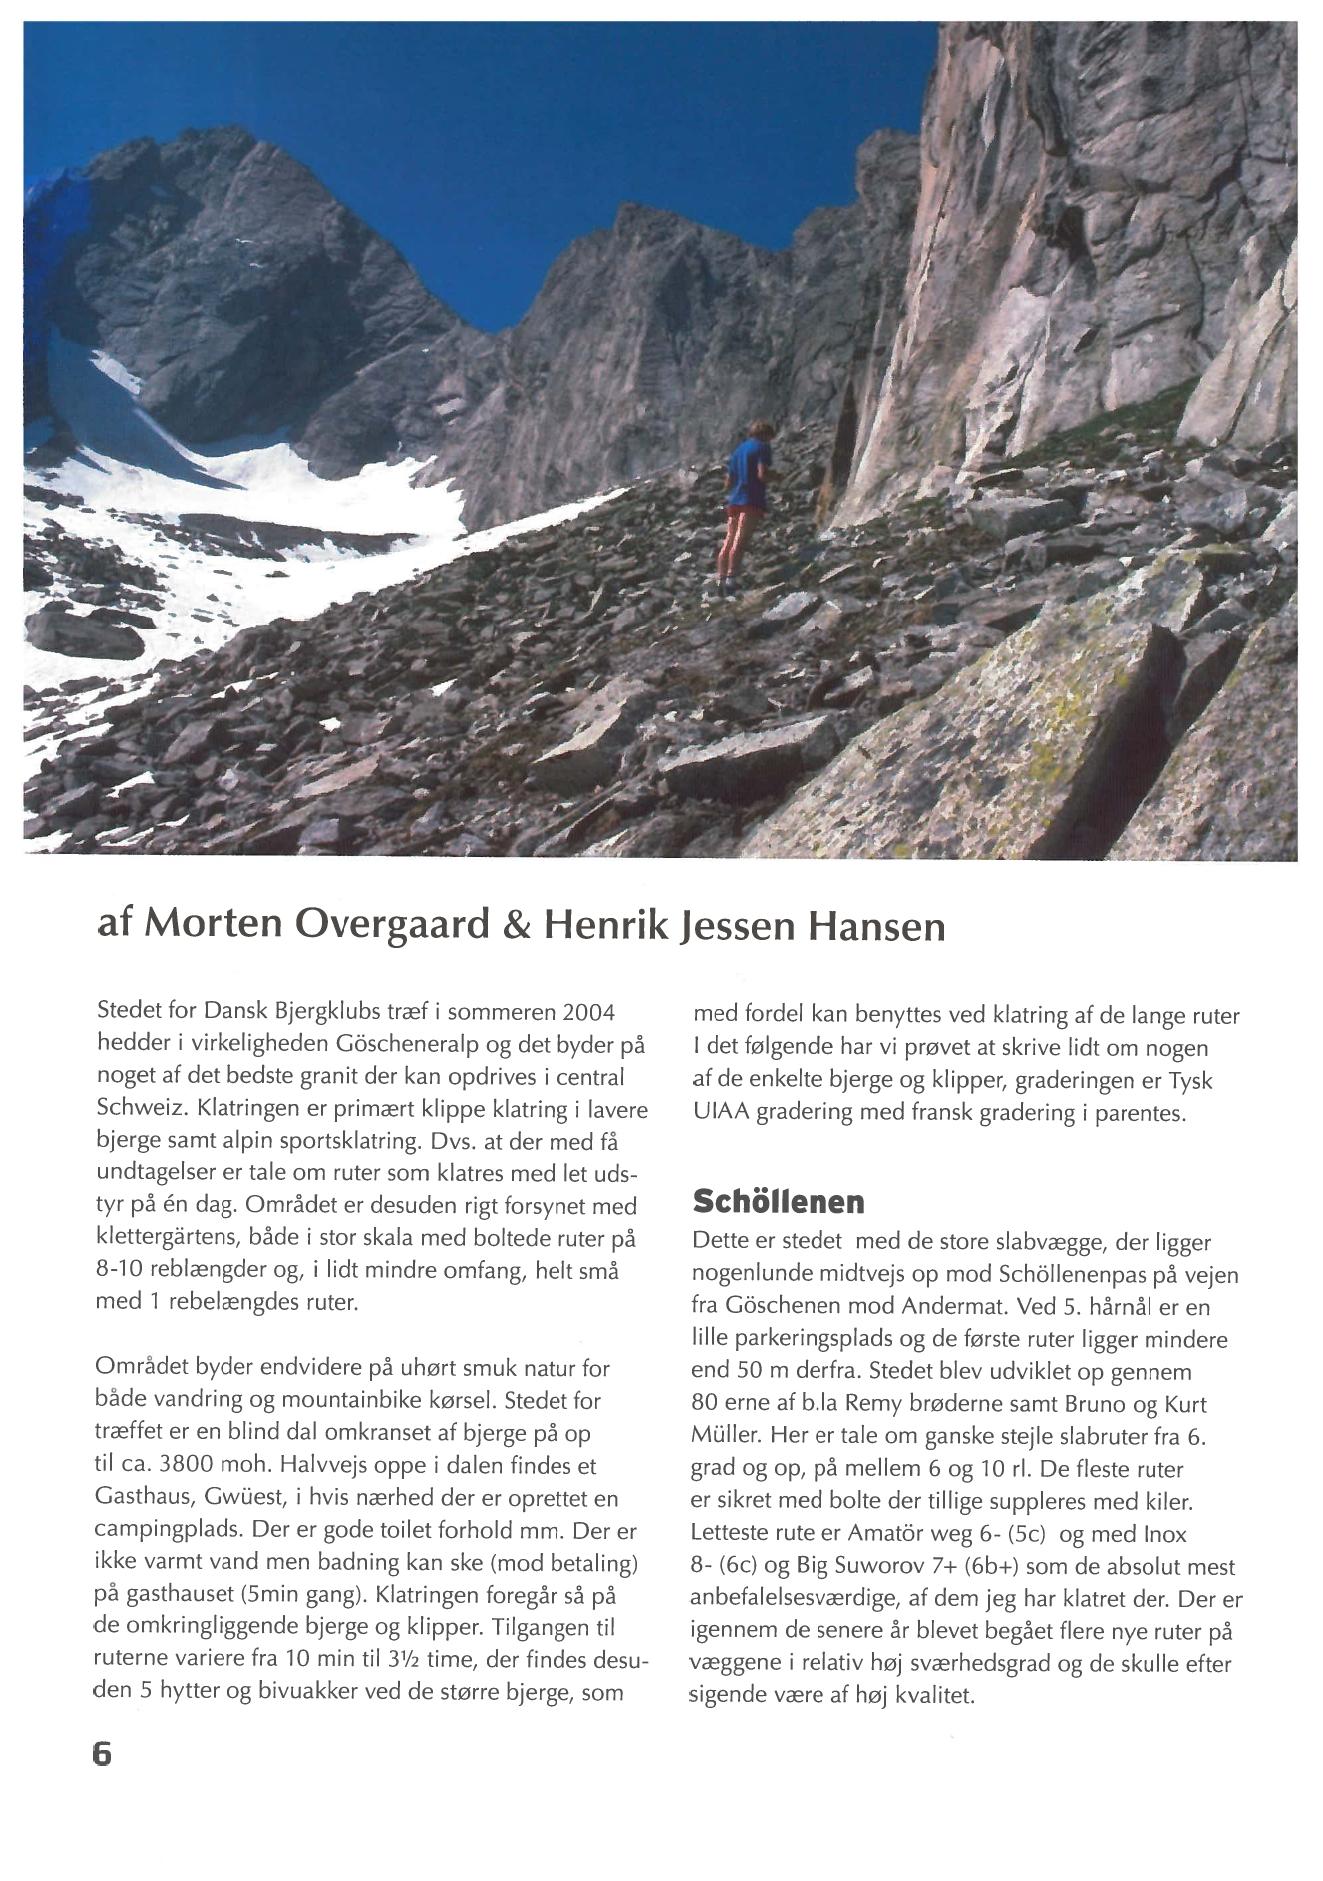 af Morten Overgaard & Henrik Jessen Hansen
Stedet for Dansk Bjergklubs træf i sommeren 2004
hedder i virkeligheden Göscheneralp og det byder på
noget af det bedste granit der kan opdrives i central
Schweiz. Klatringen er primært klippe klatring i lavere
bjerge samt alpin sportsklatring. Dvs. at der med få
undtagelser er tale om ruter som klatres med let uds-
tyr på én dag. Området er desuden rigt forsynet med
klettergärtens, både i stor skala med boltede ruter på
8-10 reblængder og, i lidt mindre omfang, helt små
med 1 rebelængdes ruter.
Området byder endvidere på uhørt smuk natur for
både vandring og mountainbike kørsel. Stedet for
træffet er en blind dal omkranset af bjerge på op
til ca. 3800 moh. Halvvejs oppe i dalen findes et
Gasthaus, Gwüest, i hvis nærhed der er oprettet en
campingplads. Der er gode toilet forhold mm. Der er
ikke varmt vand men badning kan ske (mod betaling)
på gasthauset (5min gang). Klatringen foregår så på
de omkringliggende bjerge og klipper. Tilgangen til
ruterne variere fra 10 min til 3½ time, der findes desu-
den 5 hytter og bivuakker ved de større bjerge, som
med fordel kan benyttes ved klatring af de lange ruter
I det følgende har vi prøvet at skrive lidt om nogen
af de enkelte bjerge og klipper, graderingen er Tysk
UIAA gradering med fransk gradering i parentes.
Schöllenen
Dette er stedet med de store slabvægge, der ligger
nogenlunde midtvejs op mod Schöllenenpas på vejen
fra Göschenen mod Andermat. Ved 5. hårnål er en
lille parkeringsplads og de første ruter ligger mindere
end 50 m derfra. Stedet blev udviklet op gennem
80 erne af b.la Remy brøderne samt Bruno og Kurt
Müller. Her er tale om ganske stejle slabruter fra 6.
grad og op, på mellem 6 og 10 rl. De fleste ruter
er sikret med bolte der tillige suppleres med kiler.
Letteste rute er Amatör weg 6- (5c) og med Inox
8- (6c) og Big Suworov 7+ (6b+) som de absolut mest
anbefalelsesværdige, af dem jeg har klatret der. Der er
igennem de senere år blevet begået flere nye ruter på
væggene i relativ høj sværhedsgrad og de skulle efter
sigende være af høj kvalitet.
6